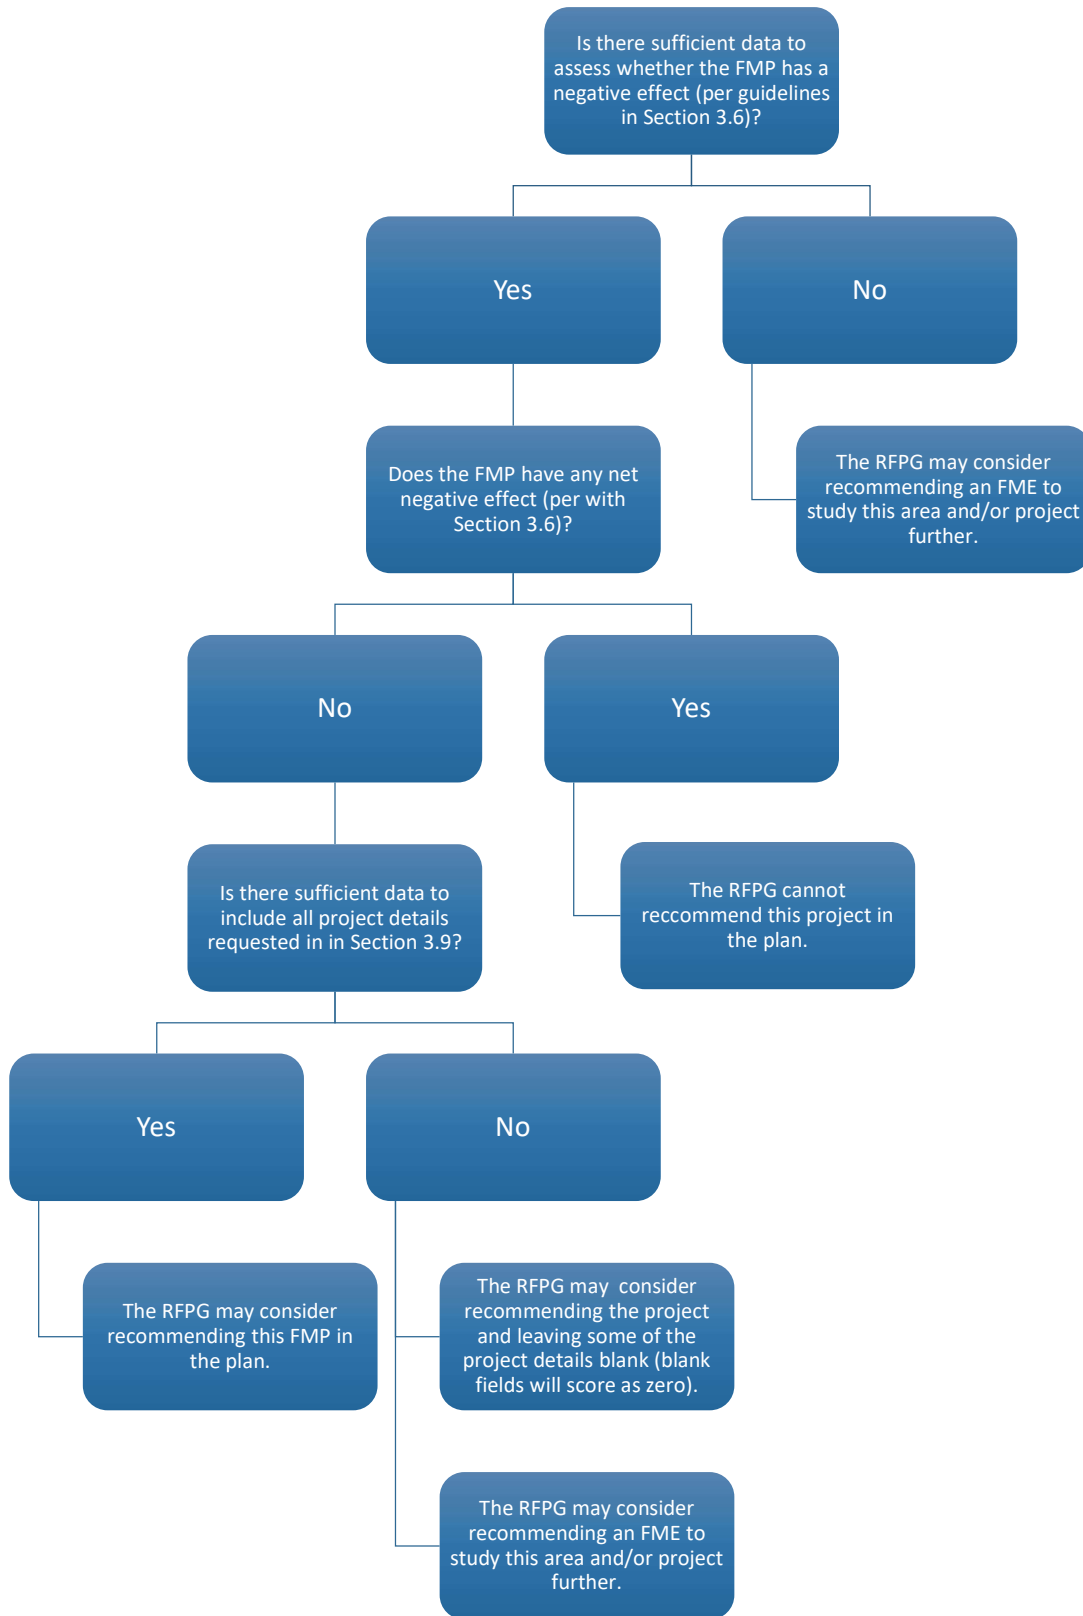 Is there sufficient data to
assess whether the FMP has a
negative effect (per guidelines
in Section 3.6)?
Yes
No
Does the FMP have any net
negative effect (per with
Section 3.6)?
The RFPG may consider
recommending an FME to
study this area and/or project
further.
No
Yes
Is there sufficient data to
include all project details
requested in in Section 3.9?
The RFPG cannot
reccommend this project in
the plan.
Yes
No
The RFPG may consider
recommending this FMP in
the plan.
The RFPG may  consider
recommending the project
and leaving some of the
project details blank (blank
fields will score as zero).
The RFPG may consider
recommending an FME to
study this area and/or project
further.